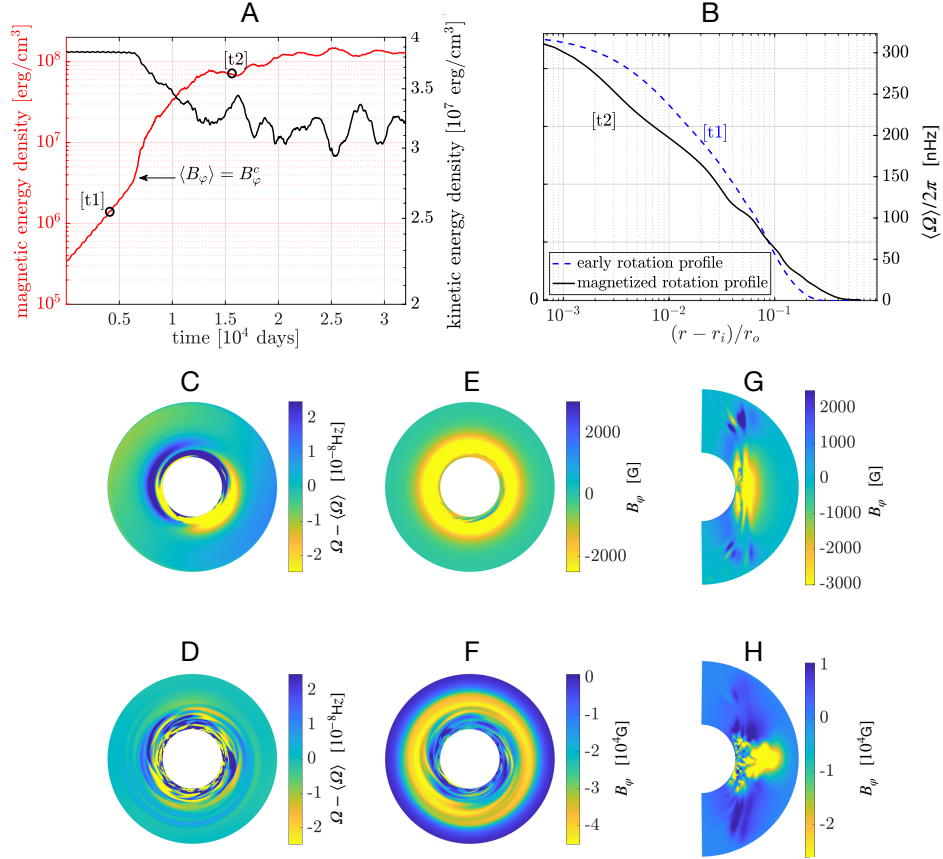 A
magnetic energy density [erg/cm³]
10⁸
10⁷
10⁶
10⁵
[t2]
⟨B_φ⟩ = B_φ^c
[t1]
4
3.5
3
2.5
2
kinetic energy density [10⁷ erg/cm³]
0.5 1 1.5 2 2.5 3
time [10⁴ days]
B
0
[t2]
[t1]
early rotation profile
magnetized rotation profile
300
250
200
150
100
50
0
⟨Ω⟩/2π [nHz]
10⁻³ 10⁻² 10⁻¹
(r − r_i)/r_o
C
2
1
0
-1
-2
Ω − ⟨Ω⟩ [10⁻⁸Hz]
E
2000
0
-2000
B_φ [G]
G
2000
1000
0
-1000
-2000
-3000
B_φ [G]
D
2
1
0
-1
-2
Ω − ⟨Ω⟩ [10⁻⁸Hz]
F
0
-1
-2
-3
-4
B_φ [10⁴G]
H
1
0
-1
-2
B_φ [10⁴G]